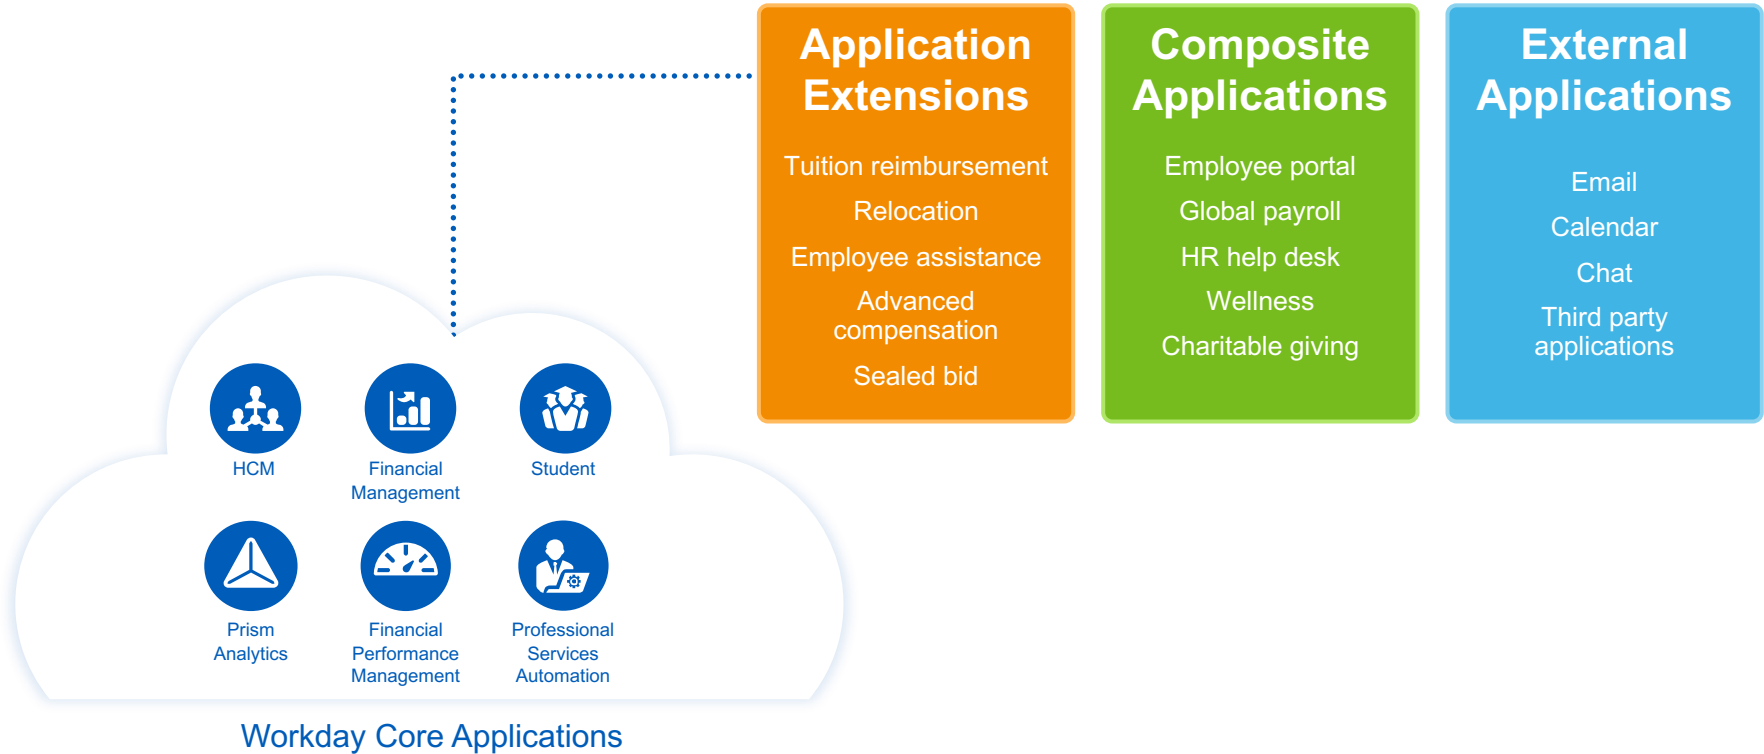 Application
Extensions
Tuition reimbursement
Relocation
Employee assistance
Advanced
compensation
Sealed bid
Composite
Applications
Employee portal
Global payroll
HR help desk
Wellness
Charitable giving
External
Applications
Email
Calendar
Chat
Third party
applications
HCM
Financial
Management
Student
Prism
Analytics
Financial
Performance
Management
Professional
Services
Automation
Workday Core Applications